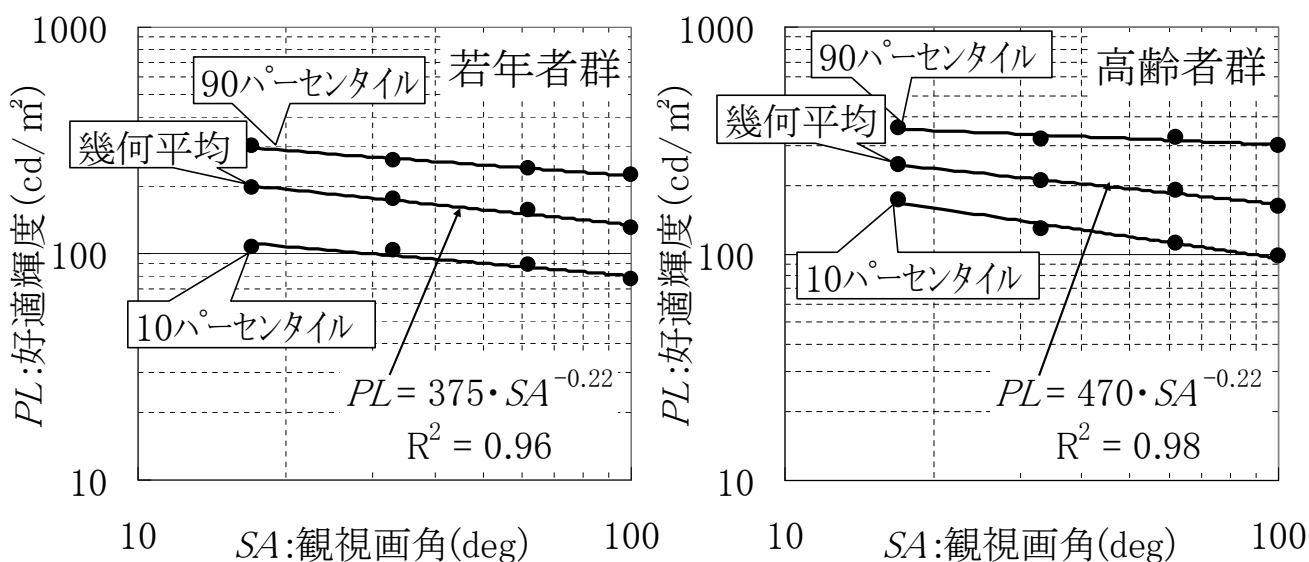 1000
100
10
PL:好適輝度(cd/㎡)
若年者群
90パーセンタイル
幾何平均
10パーセンタイル
PL= 375・SA−0.22
R2 = 0.96
10
100
SA:観視画角(deg)
1000
100
10
PL:好適輝度(cd/㎡)
高齢者群
90パーセンタイル
幾何平均
10パーセンタイル
PL= 470・SA−0.22
R2 = 0.98
10
100
SA:観視画角(deg)